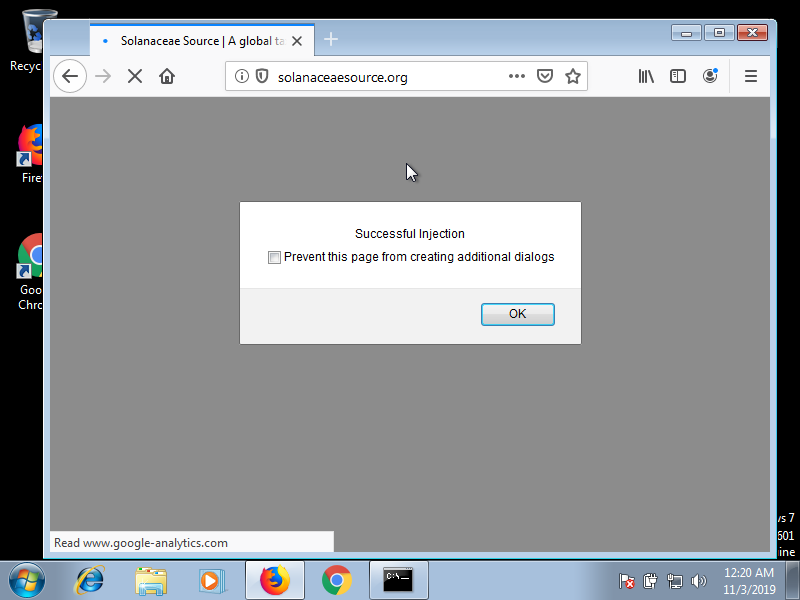 Recyc
Solanaceae Source | A global ta
solanaceaesource.org
Fire
Successful Injection
Prevent this page from creating additional dialogs
Goo
Chro
OK
vs 7
601
ine
Read www.google-analytics.com
C:\_
12:20 AM
11/3/2019